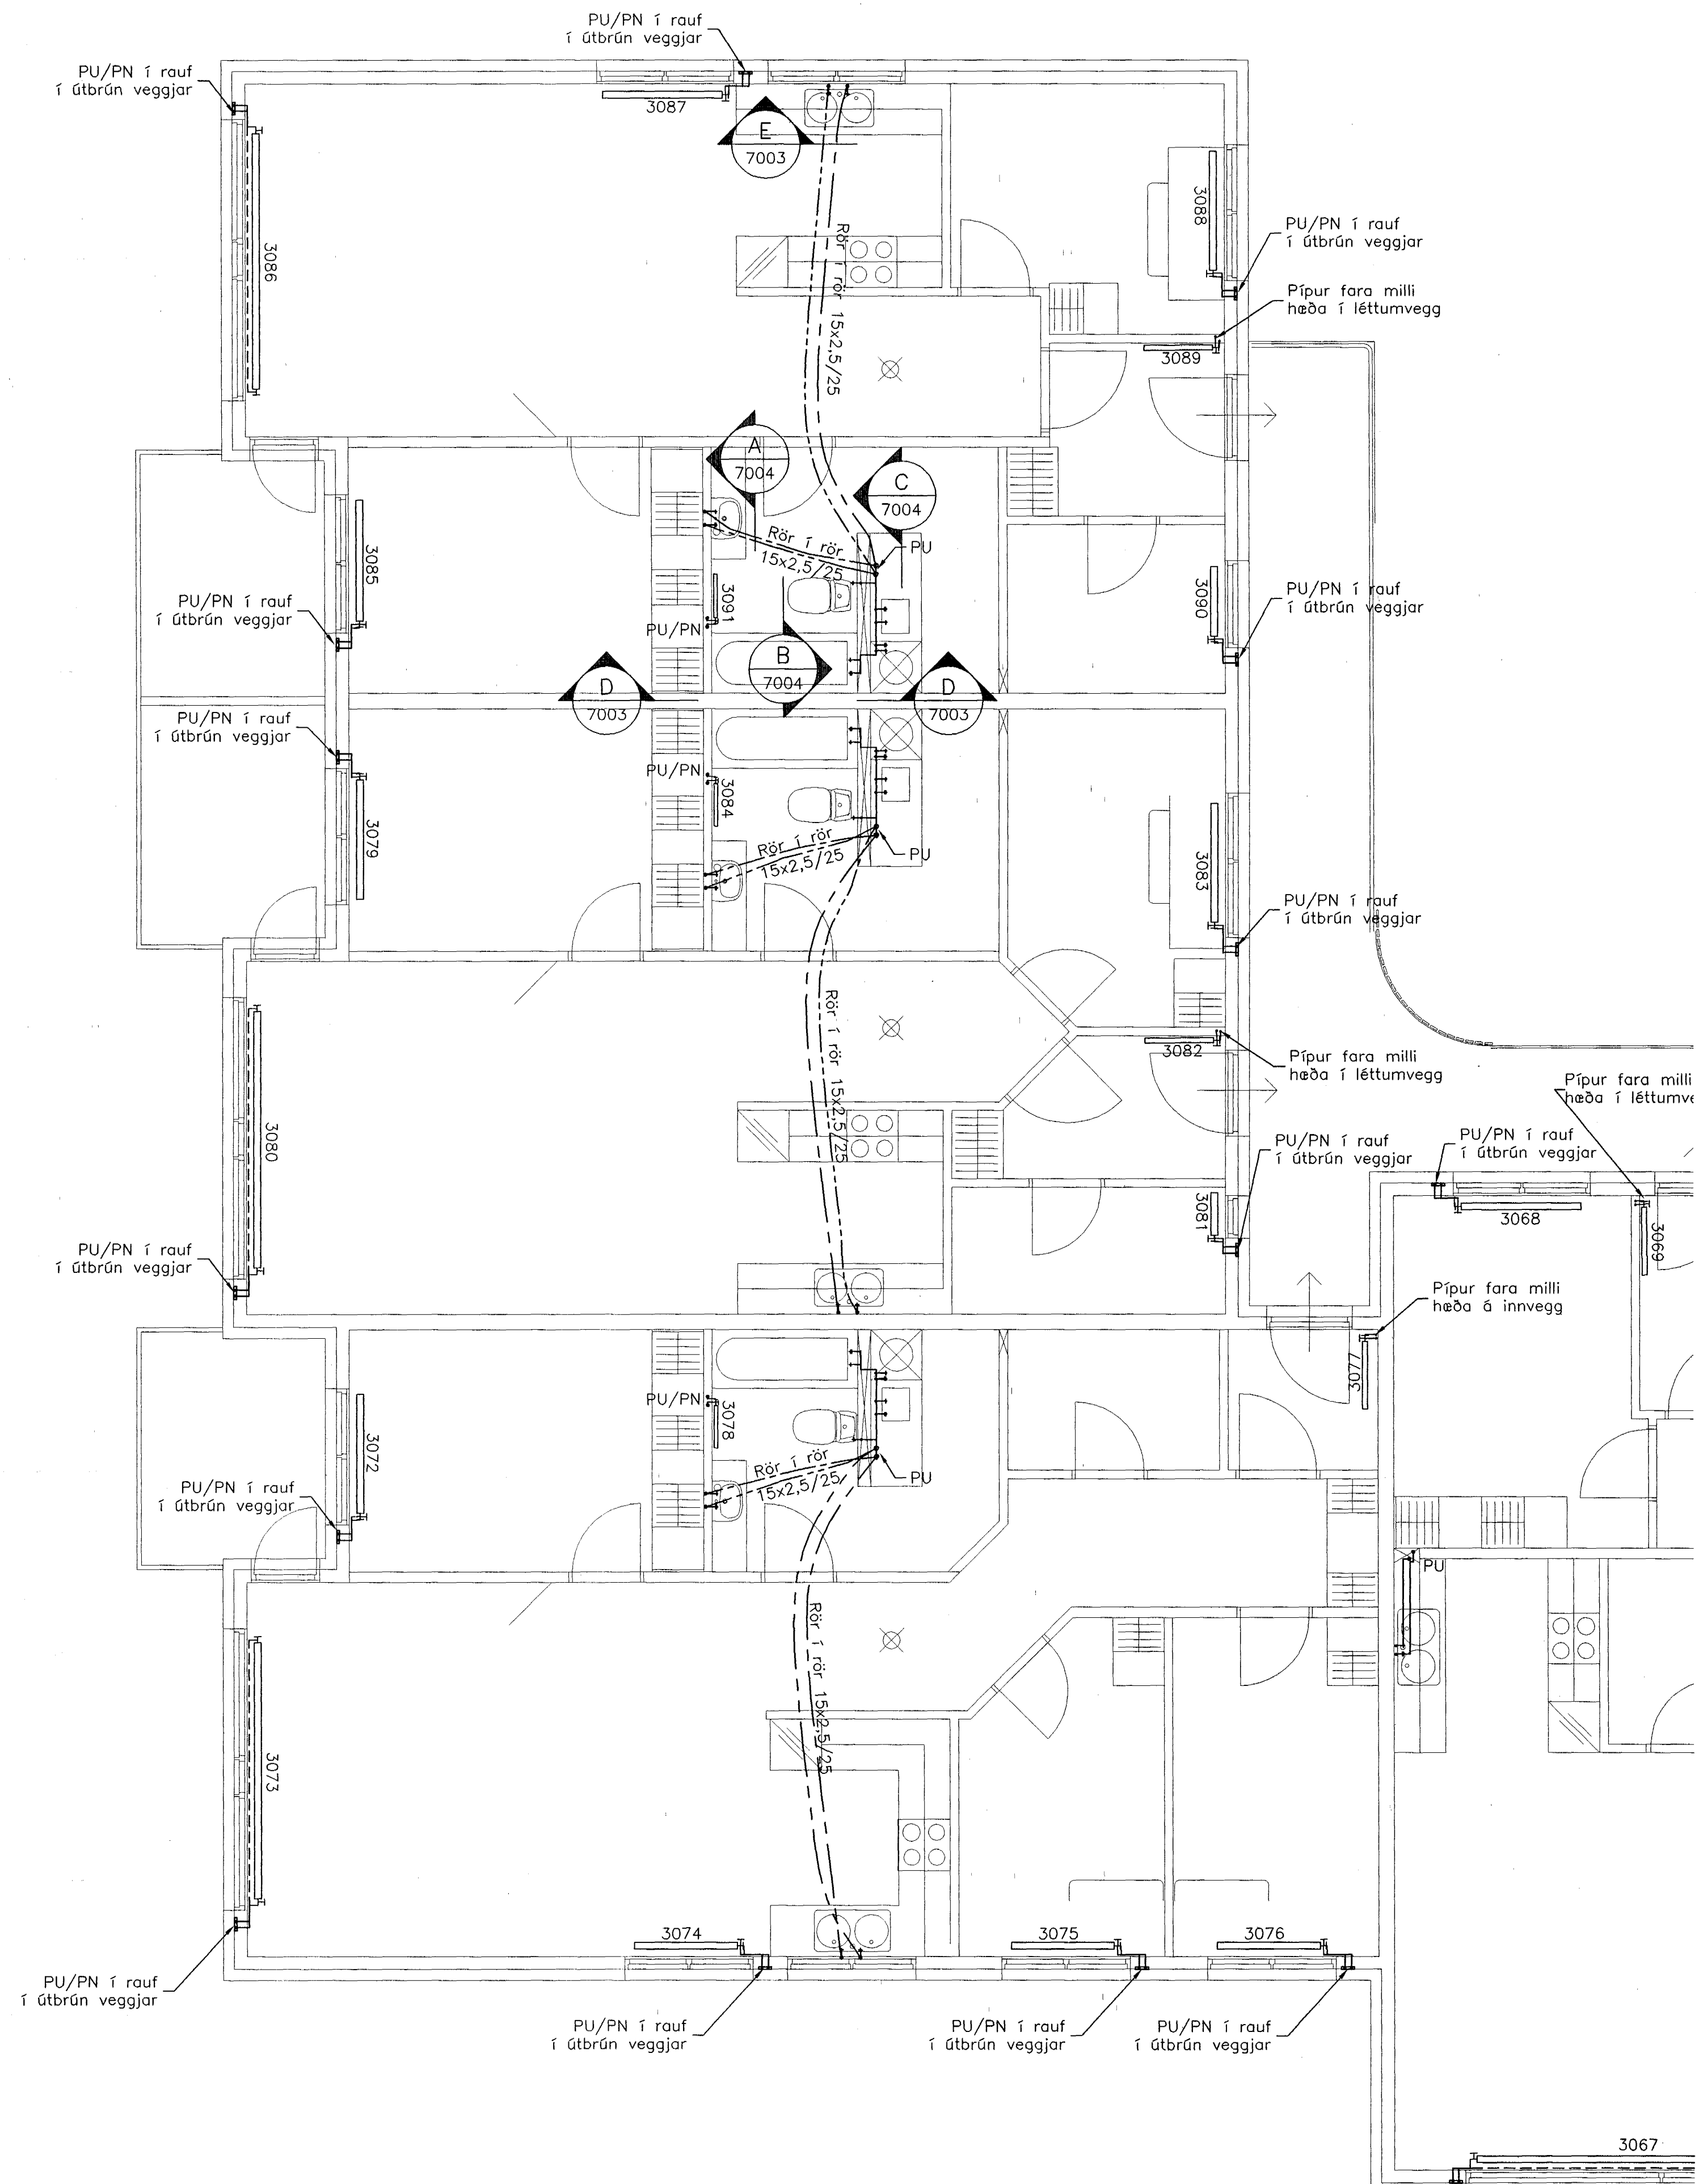 PU/PN í rauf
í útbrún veggjar
PU/PN í rauf
í útbrún veggjar
3087
E
7003
3086
Rör í rör 15x2,5/25
3088
PU/PN í rauf
í útbrún veggjar
Pípur fara milli
hæða í léttumvegg
3089
A
7004
C
7004
3085
Rör í rör
15x2,5/25
PU
3091
PU/PN
3090
PU/PN í rauf
í útbrún veggjar
PU/PN í rauf
í útbrún veggjar
B
7004
D
7003
D
7003
PU/PN í rauf
í útbrún veggjar
PU/PN
3084
3079
Rör í rör
15x2,5/25
PU
3083
PU/PN í rauf
í útbrún veggjar
Rör í rör 15x2,5/25
3082
Pípur fara milli
hæða í léttumvegg
Pípur fara milli
hæða í léttumve
3080
PU/PN í rauf
í útbrún veggjar
PU/PN í rauf
í útbrún veggjar
3081
3068
3069
PU/PN í rauf
í útbrún veggjar
Pípur fara milli
hæða á innvegg
3077
PU/PN
3078
3072
Rör í rör
15x2,5/25
PU
PU/PN í rauf
í útbrún veggjar
PU
Rör í rör 15x2,5/25
3073
3074
3075
3076
PU/PN í rauf
í útbrún veggjar
PU/PN í rauf
í útbrún veggjar
PU/PN í rauf
í útbrún veggjar
PU/PN í rauf
í útbrún veggjar
3067